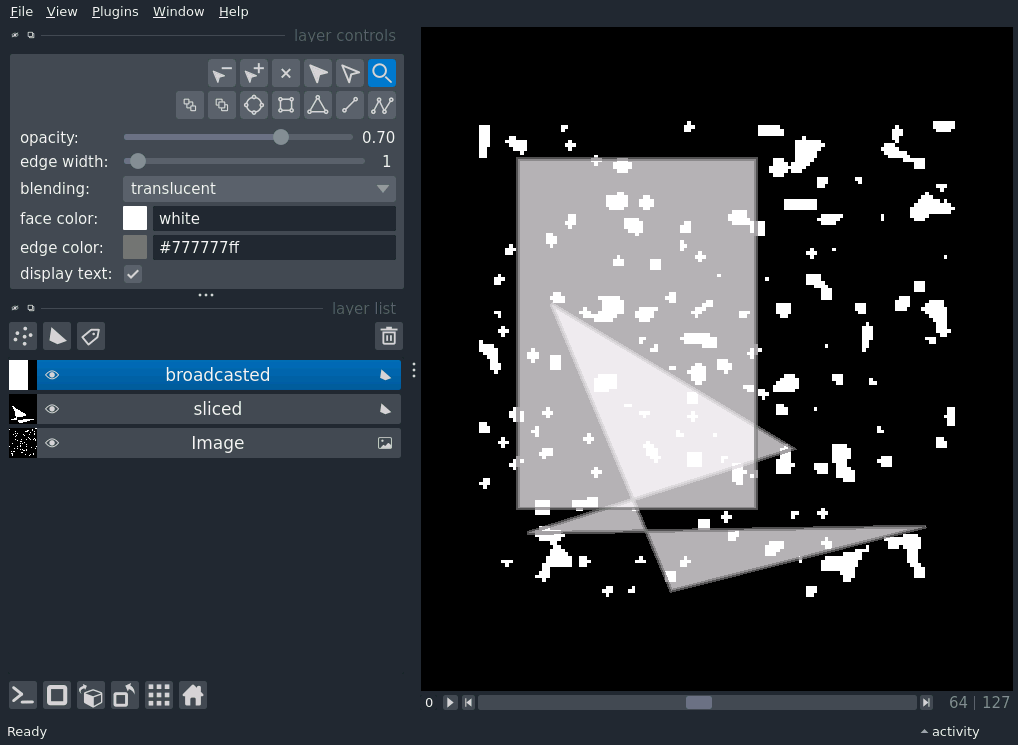 File View Plugins Window Help
layer controls
opacity: 0.70
edge width: 1
blending: translucent
face color: white
edge color: #777777ff
display text:
layer list
broadcasted
sliced
Image
0 64 | 127
Ready activity